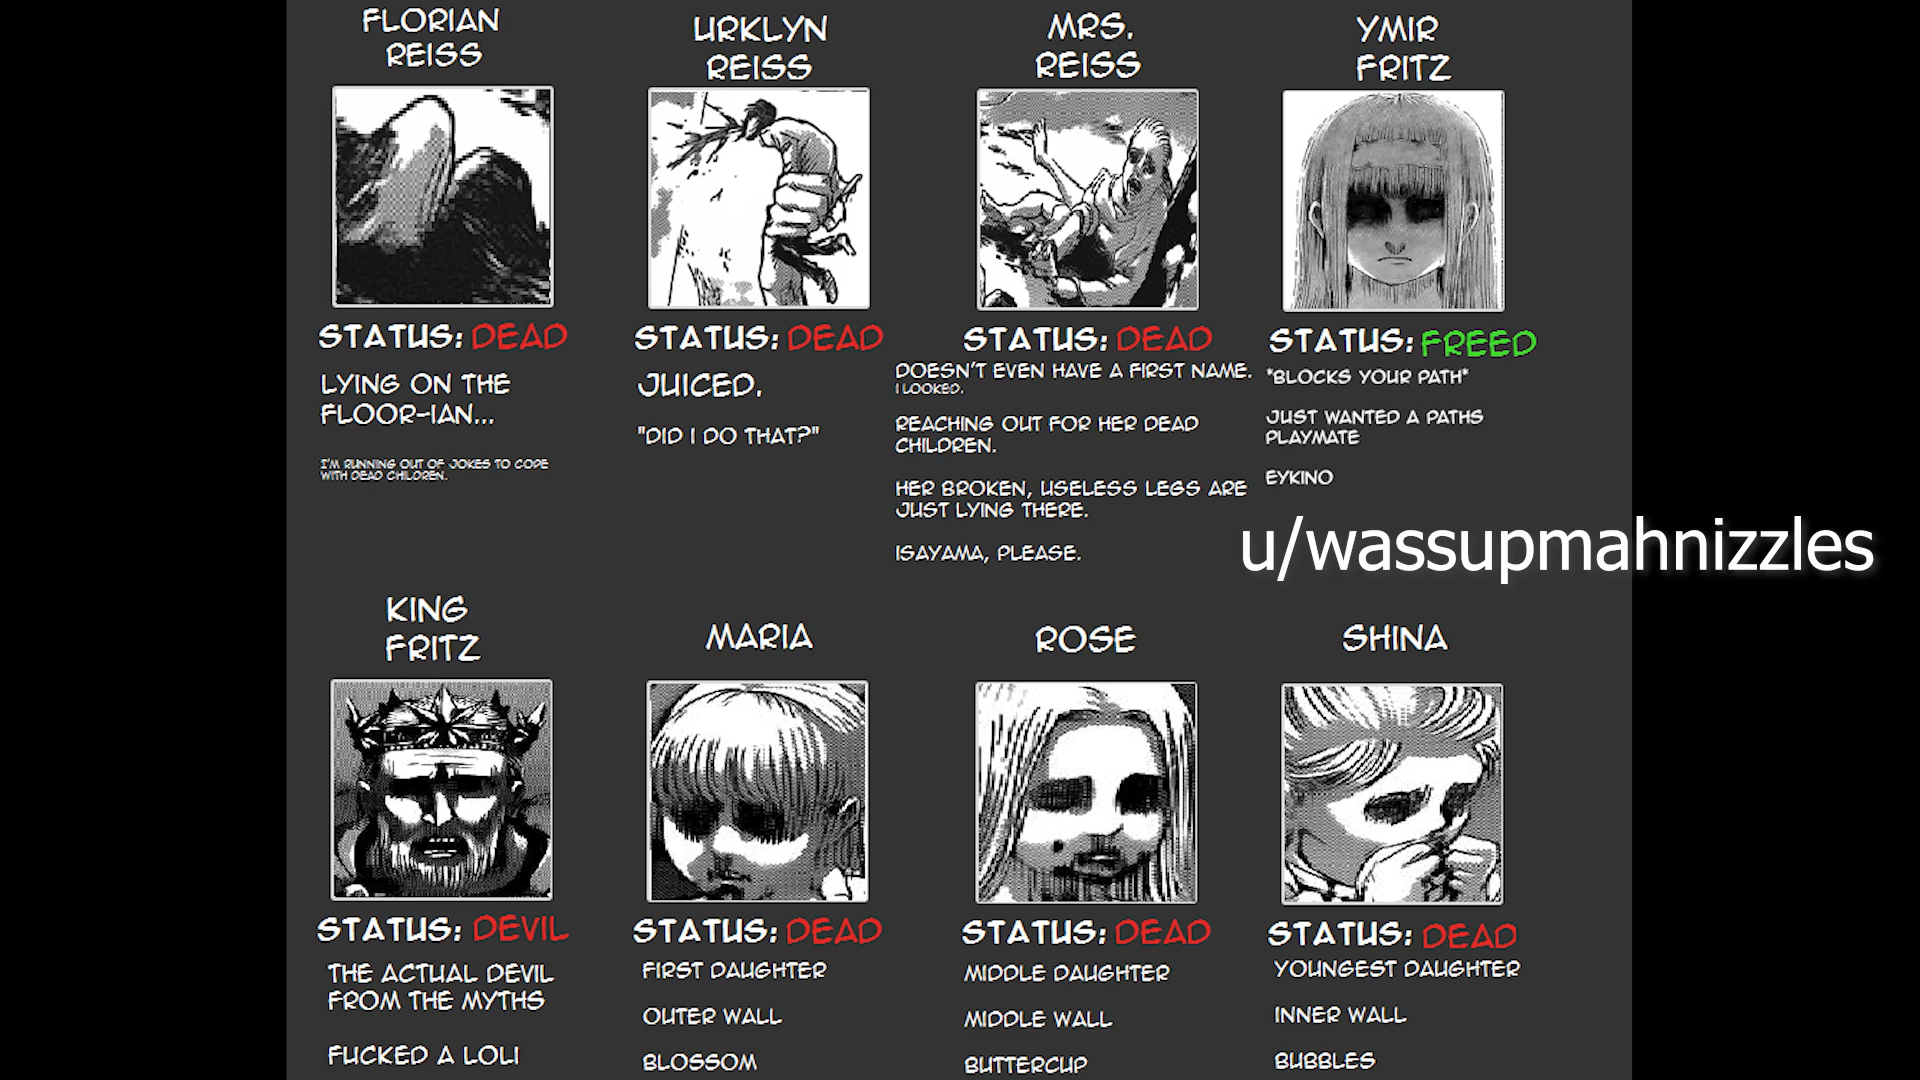 FLORIAN
REISS
STATUS: DEAD
LYING ON THE
FLOOR-IAN...
I'M RUNNING OUT OF JOKES TO COPE
WITH DEAD CHILDREN.
URKLYN
REISS
STATUS: DEAD
JUICED.
"DID I DO THAT?"
MRS.
REISS
STATUS: DEAD
DOESN'T EVEN HAVE A FIRST NAME.
I LOOKED.
REACHING OUT FOR HER DEAD
CHILDREN.
HER BROKEN, USELESS LEGS ARE
JUST LYING THERE.
ISAYAMA, PLEASE.
YMIR
FRITZ
STATUS: FREED
*BLOCKS YOUR PATH*
JUST WANTED A PATHS
PLAYMATE
EYKINO
u/wassupmahnizzles
KING
FRITZ
STATUS: DEVIL
THE ACTUAL DEVIL
FROM THE MYTHS
FUCKED A LOLI
MARIA
STATUS: DEAD
FIRST DAUGHTER
OUTER WALL
BLOSSOM
ROSE
STATUS: DEAD
MIDDLE DAUGHTER
MIDDLE WALL
BUTTERCUP
SHINA
STATUS: DEAD
YOUNGEST DAUGHTER
INNER WALL
BUBBLES